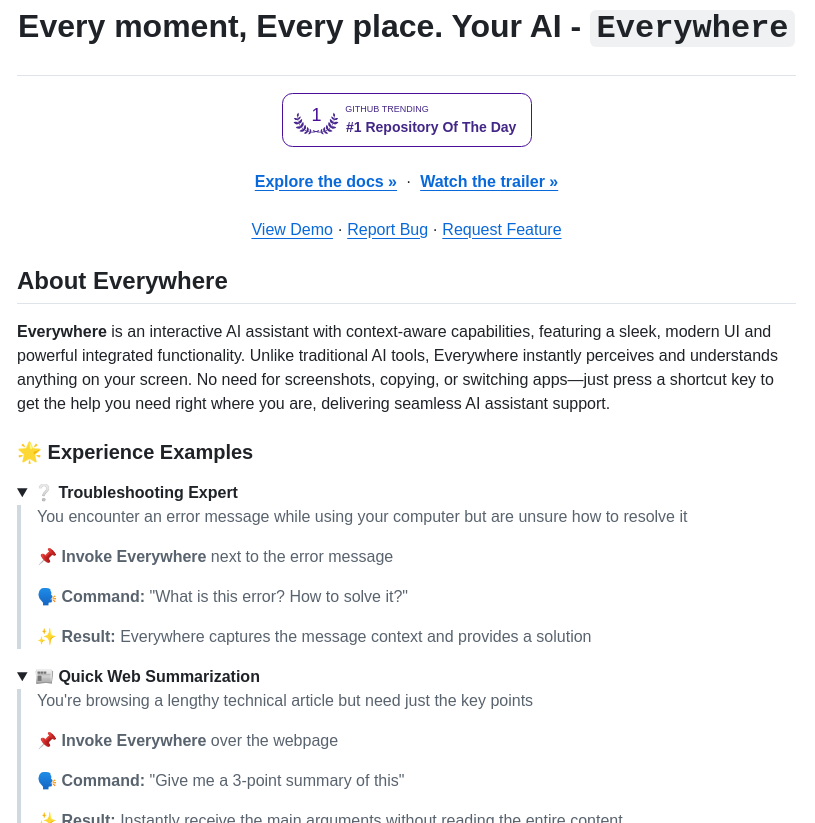 Every moment, Every place. Your AI - Everywhere
1
GITHUB TRENDING
#1 Repository Of The Day
Explore the docs » · Watch the trailer »
View Demo · Report Bug · Request Feature
About Everywhere
Everywhere is an interactive AI assistant with context-aware capabilities, featuring a sleek, modern UI and
powerful integrated functionality. Unlike traditional AI tools, Everywhere instantly perceives and understands
anything on your screen. No need for screenshots, copying, or switching apps—just press a shortcut key to
get the help you need right where you are, delivering seamless AI assistant support.
🌟 Experience Examples
▼ ❔ Troubleshooting Expert
You encounter an error message while using your computer but are unsure how to resolve it
📌 Invoke Everywhere next to the error message
🗣️ Command: "What is this error? How to solve it?"
✨ Result: Everywhere captures the message context and provides a solution
▼ 📰 Quick Web Summarization
You're browsing a lengthy technical article but need just the key points
📌 Invoke Everywhere over the webpage
🗣️ Command: "Give me a 3-point summary of this"
✨ Result: Instantly receive the main arguments without reading the entire content